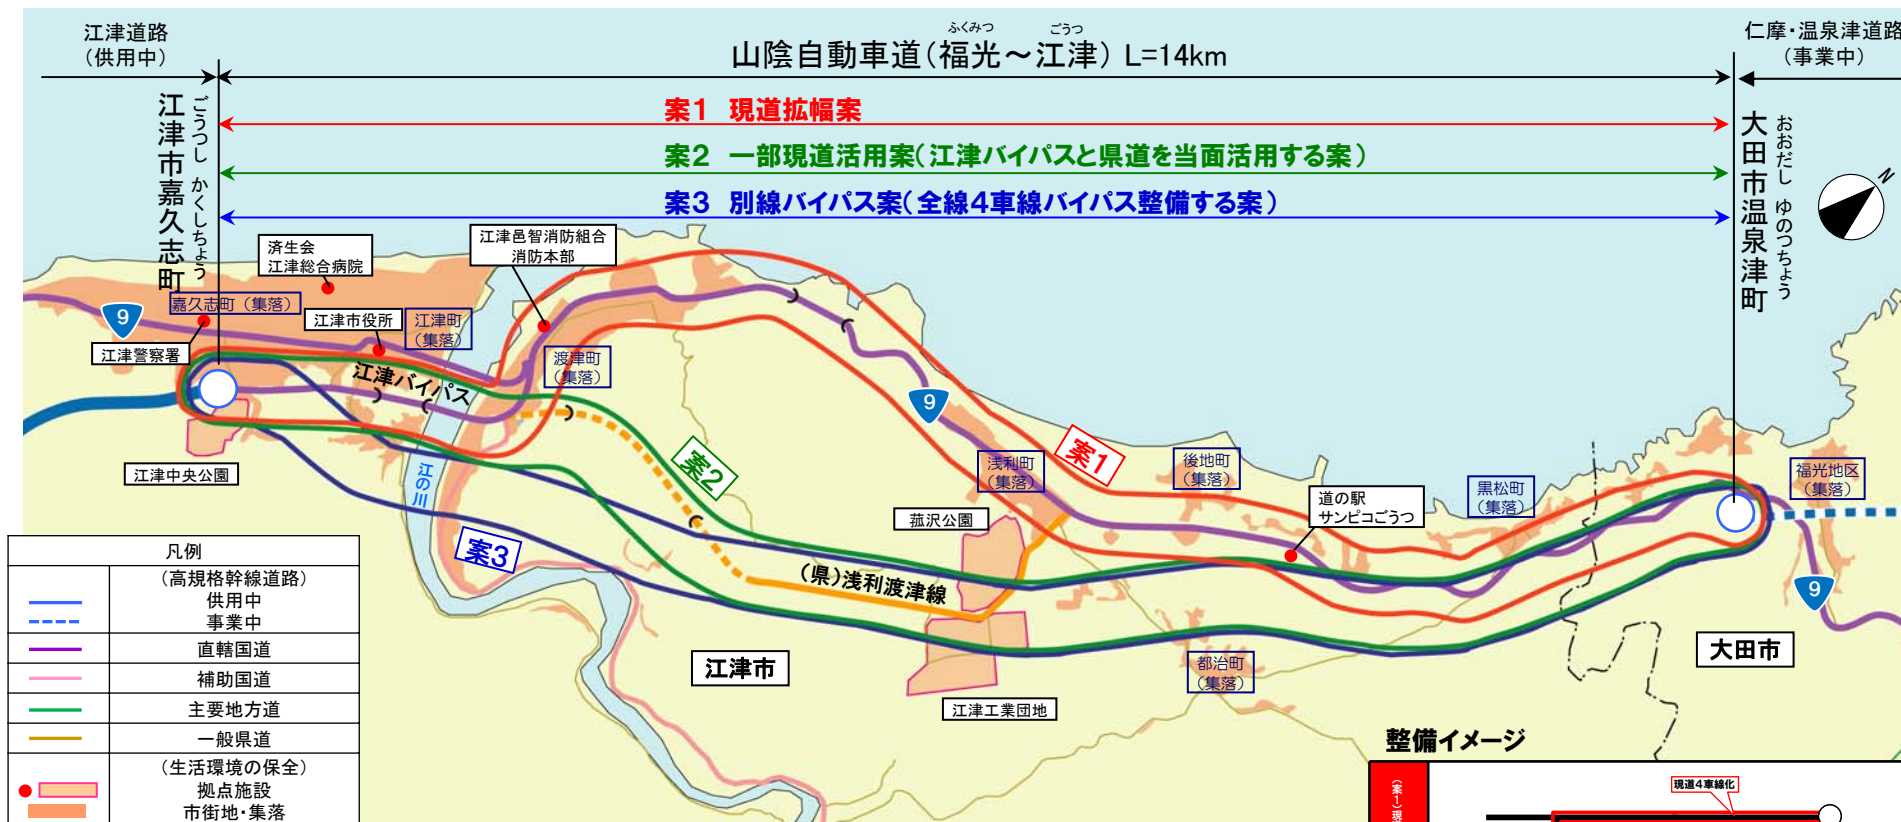 江津道路
(供用中)
ふくみつ ごうつ
山陰自動車道(福光～江津) L=14km
仁摩・温泉津道路
(事業中)
案1 現道拡幅案
案2 一部現道活用案(江津バイパスと県道を当面活用する案)
案3 別線バイパス案(全線4車線バイパス整備する案)
江津市嘉久志町
ごうつし かくしちょう
大田市温泉津町
おおだし ゆのつちょう
N
済生会
江津総合病院
江津邑智消防組合
消防本部
嘉久志町(集落)
9
江津市役所
江津町
(集落)
江津警察署
渡津町
(集落)
江津バイパス
9
江津中央公園
江の川
案2
案1
浅利町
(集落)
後地町
(集落)
道の駅
サンピコごうつ
黒松町
(集落)
福光地区
(集落)
菰沢公園
案3
(県)浅利渡津線
9
江津市
都治町
(集落)
大田市
江津工業団地
凡例
(高規格幹線道路)
供用中
事業中
直轄国道
補助国道
主要地方道
一般県道
(生活環境の保全)
拠点施設
市街地・集落
整備イメージ
(案1)現
現道4車線化